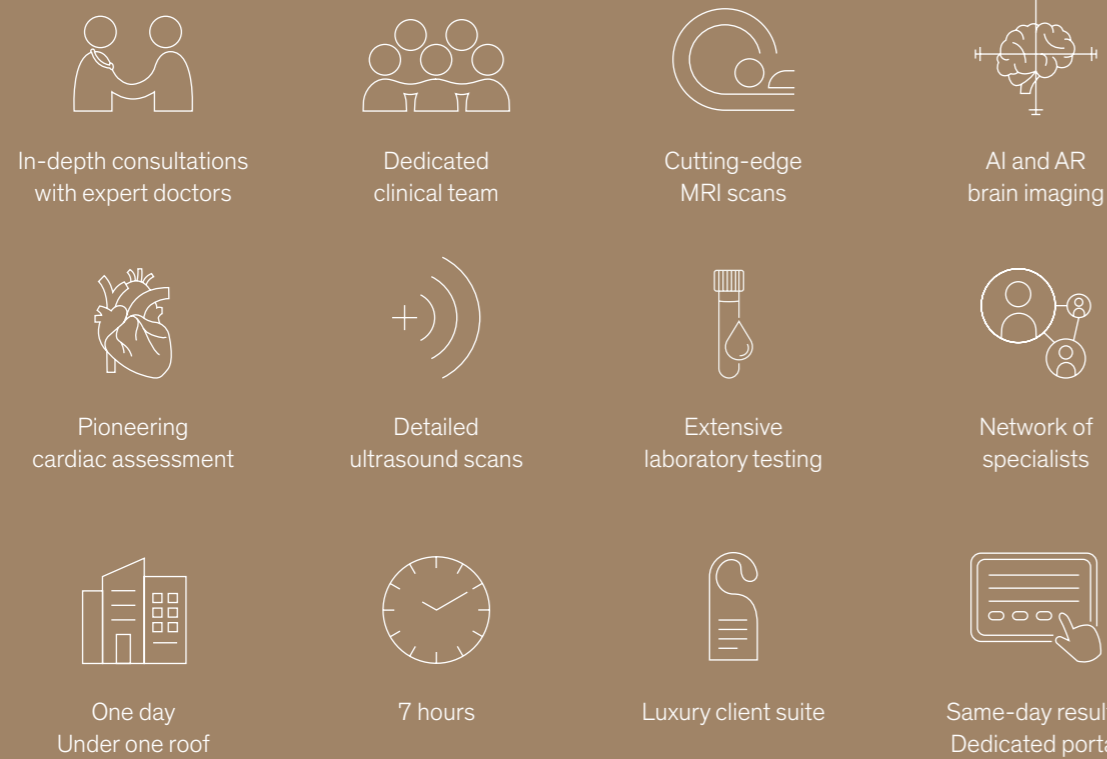 In-depth consultations
with expert doctors
Dedicated
clinical team
Cutting-edge
MRI scans
AI and AR
brain imaging
Pioneering
cardiac assessment
Detailed
ultrasound scans
Extensive
laboratory testing
Network of
specialists
One day
Under one roof
7 hours
Luxury client suite
Same-day
Dedicated